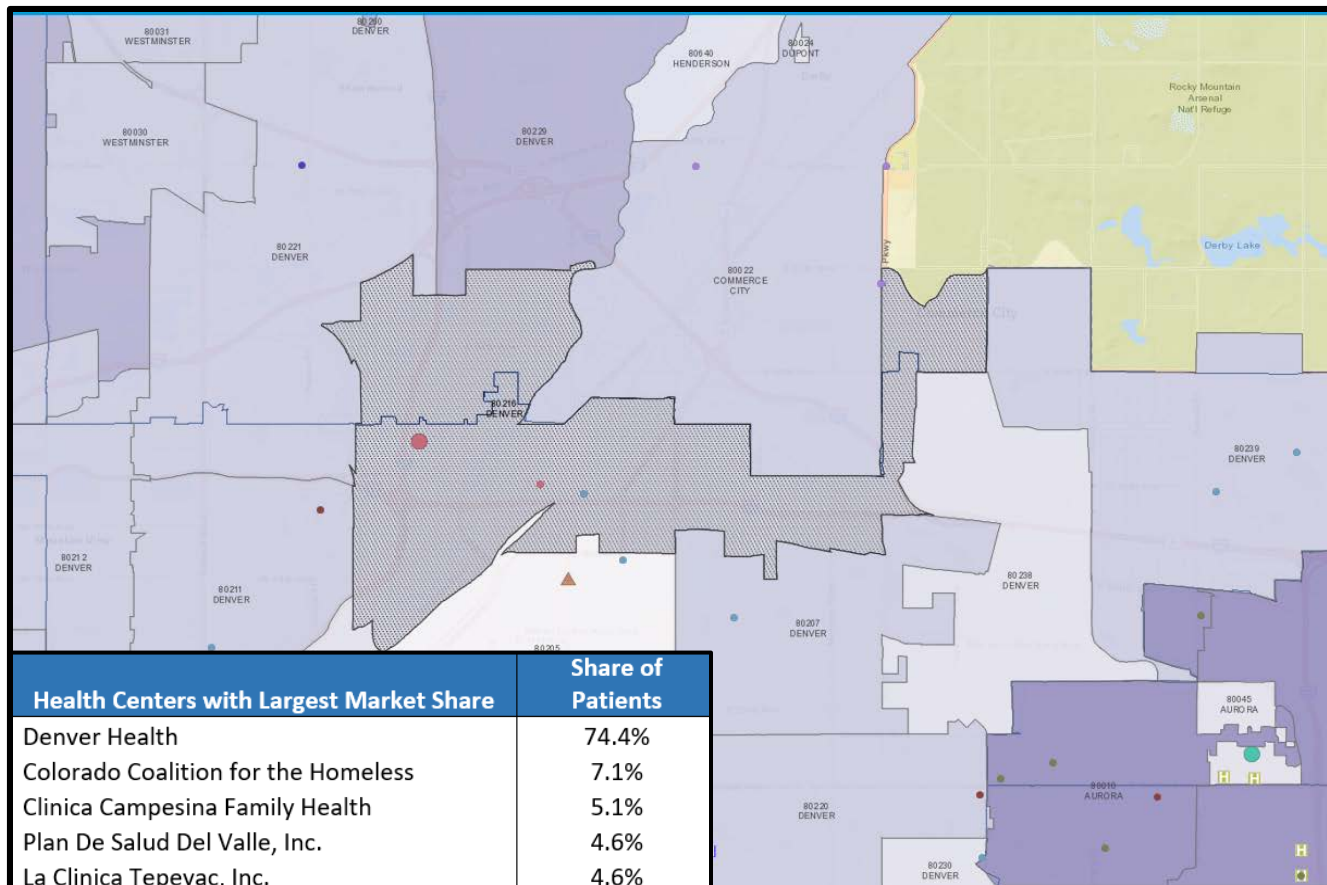 80031
WESTMINSTER
80260
DENVER
80640
HENDERSON
80024
DUPONT
Rocky Mountain
Arsenal
Nat'l Refuge
80030
WESTMINSTER
80229
DENVER
80221
DENVER
80022
COMMERCE
CITY
Pkwy
Derby Lake
Commerce City
80216
DENVER
80239
DENVER
80212
DENVER
80211
DENVER
80238
DENVER
80207
DENVER
80205
80045
AURORA
H H
80010
AURORA
80220
DENVER
80230
DENVER
H
Health Centers with Largest Market Share Share of Patients
Denver Health 74.4%
Colorado Coalition for the Homeless 7.1%
Clinica Campesina Family Health 5.1%
Plan De Salud Del Valle, Inc. 4.6%
La Clinica Tepeyac, Inc. 4.6%